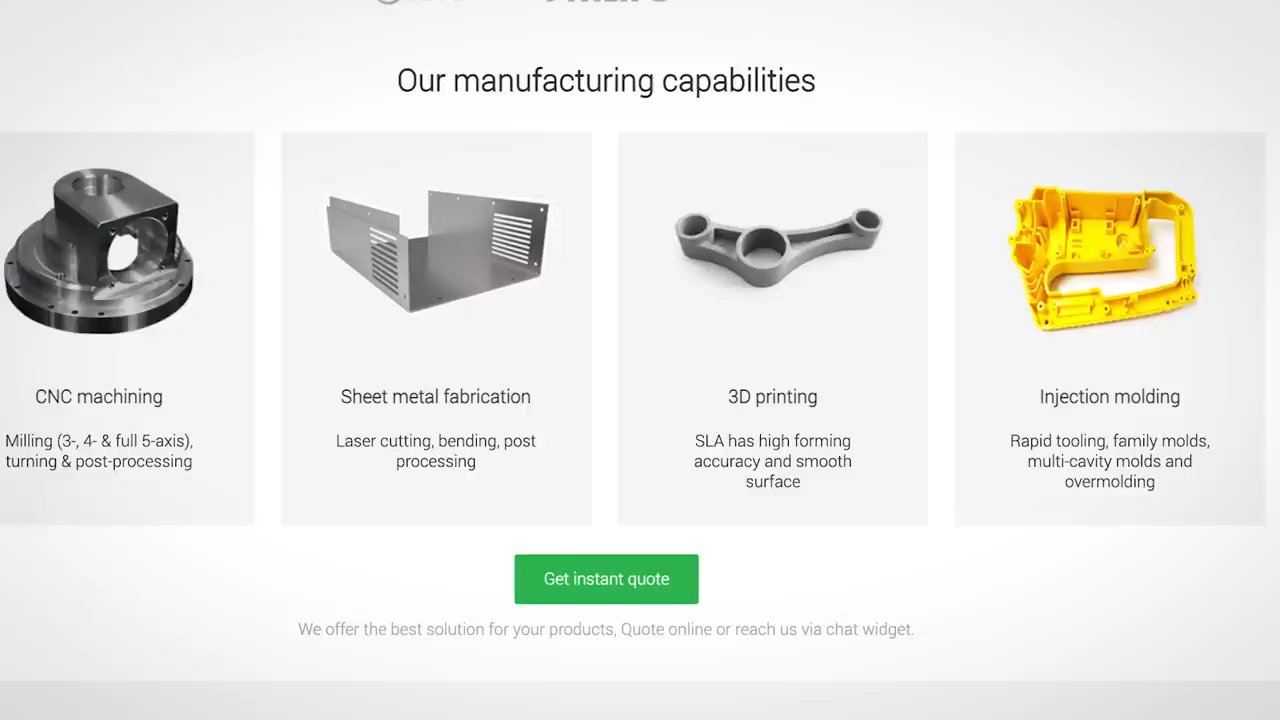 Our manufacturing capabilities
CNC machining
Milling (3-, 4- & full 5-axis),
turning & post-processing
Sheet metal fabrication
Laser cutting, bending, post
processing
3D printing
SLA has high forming
accuracy and smooth
surface
Injection molding
Rapid tooling, family molds,
multi-cavity molds and
overmolding
Get instant quote
We offer the best solution for your products, Quote online or reach us via chat widget.